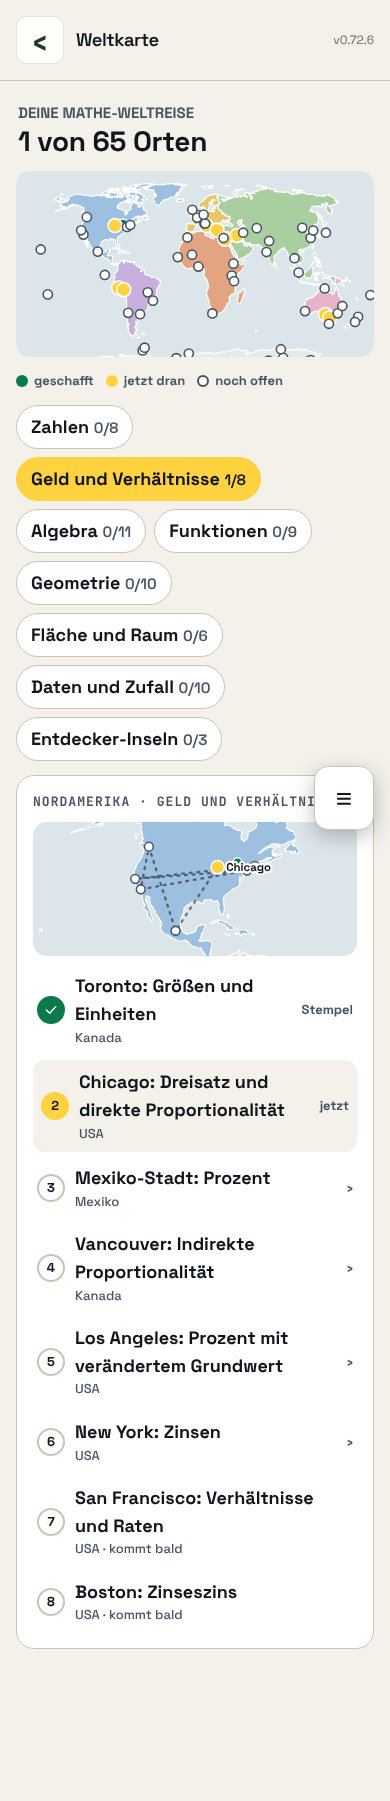 < Weltkarte v0.72.6
DEINE MATHE-WELTREISE
1 von 65 Orten
geschafft jetzt dran noch offen
Zahlen 0/8
Geld und Verhältnisse 1/8
Algebra 0/11 Funktionen 0/9
Geometrie 0/10
Fläche und Raum 0/6
Daten und Zufall 0/10
Entdecker-Inseln 0/3
NORDAMERIKA · GELD UND VERHÄLTNI
Chicago
Toronto: Größen und
Einheiten
Kanada
Stempel
2
Chicago: Dreisatz und
direkte Proportionalität
USA
jetzt
3
Mexiko-Stadt: Prozent
Mexiko
>
4
Vancouver: Indirekte
Proportionalität
Kanada
>
5
Los Angeles: Prozent mit
verändertem Grundwert
USA
>
6
New York: Zinsen
USA
>
7
San Francisco: Verhältnisse
und Raten
USA · kommt bald
8
Boston: Zinseszins
USA · kommt bald